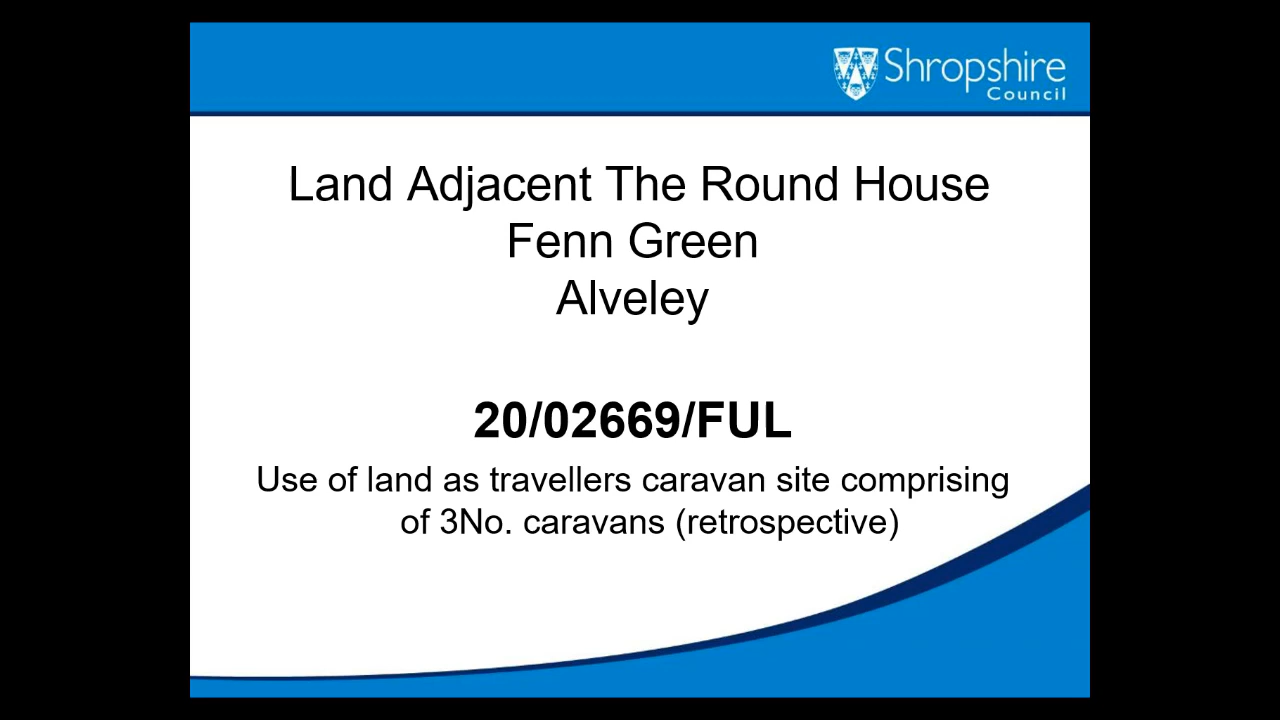 Shropshire
Council
Land Adjacent The Round House
Fenn Green
Alveley
20/02669/FUL
Use of land as travellers caravan site comprising
of 3No. caravans (retrospective)